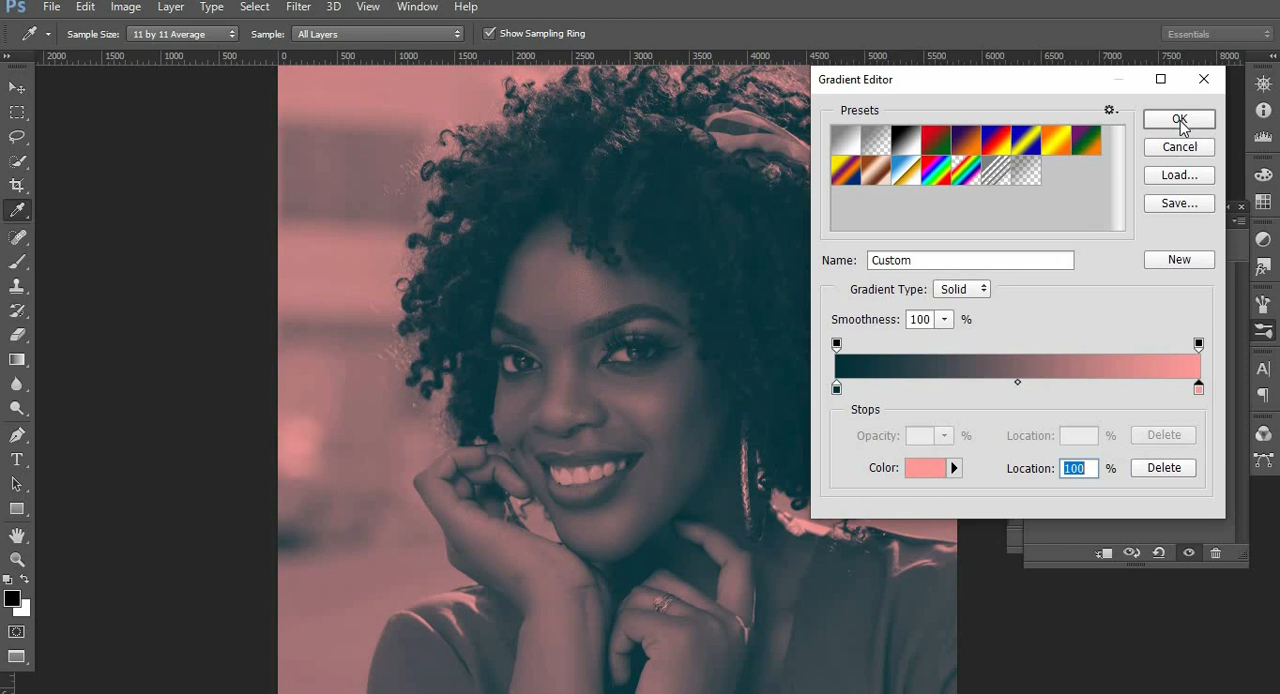 Ps File Edit Image Layer Type Select Filter 3D View Window Help
Sample Size: 11 by 11 Average Sample: All Layers Show Sampling Ring Essentials
2000 1500 1000 500 0 500 1000 1500 2000 2500 3000 3500 4000 4500 5000 5500 6000 6500 7000 7500 8000
Gradient Editor
Presets
OK
Cancel
Load...
Save...
Name: Custom
New
Gradient Type: Solid
Smoothness: 100 %
Stops
Opacity: % Location: % Delete
Color: Location: 100 % Delete